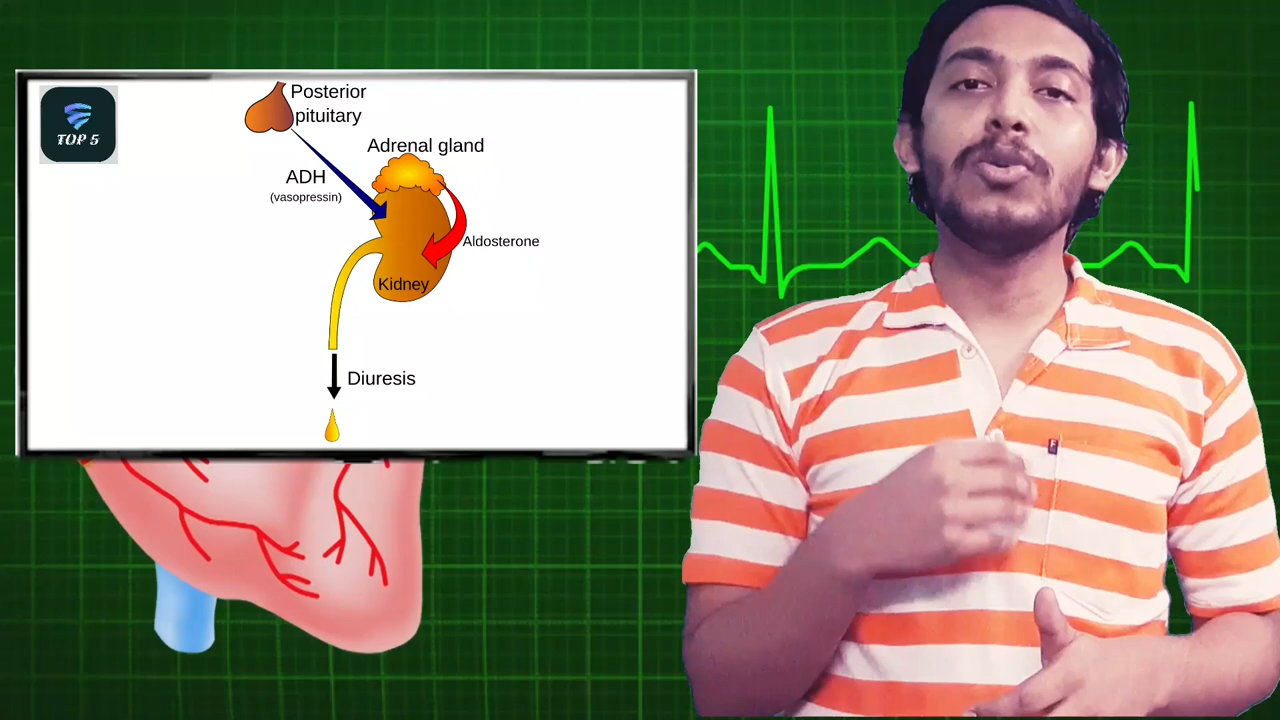 TOP 5
Posterior
pituitary
Adrenal gland
ADH
(vasopressin)
Aldosterone
Kidney
Diuresis